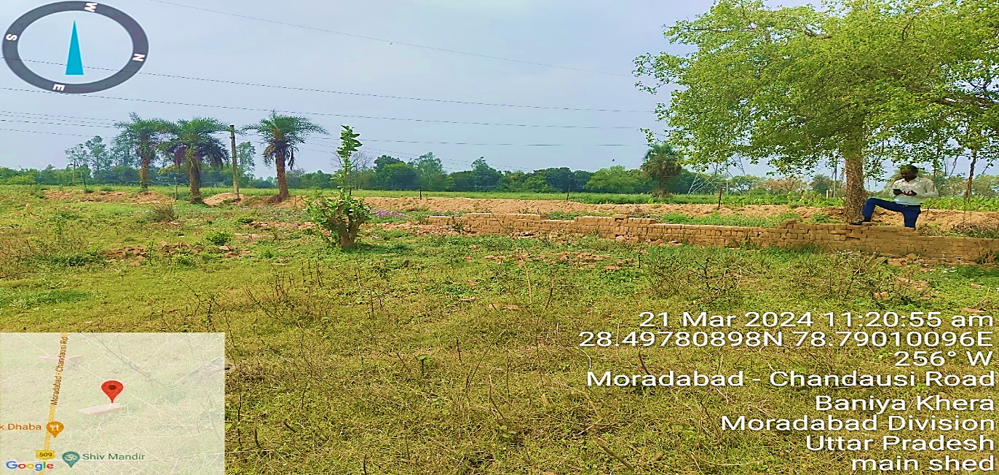 W
S
N
E
21 Mar 2024 11:20:55 am
28.49780898N 78.79010096E
256° W
Moradabad - Chandausi Road
Baniya Khera
Moradabad Division
Uttar Pradesh
main shed
Moradabad - Chandausi Rd
k Dhaba
509
Shiv Mandir
Google